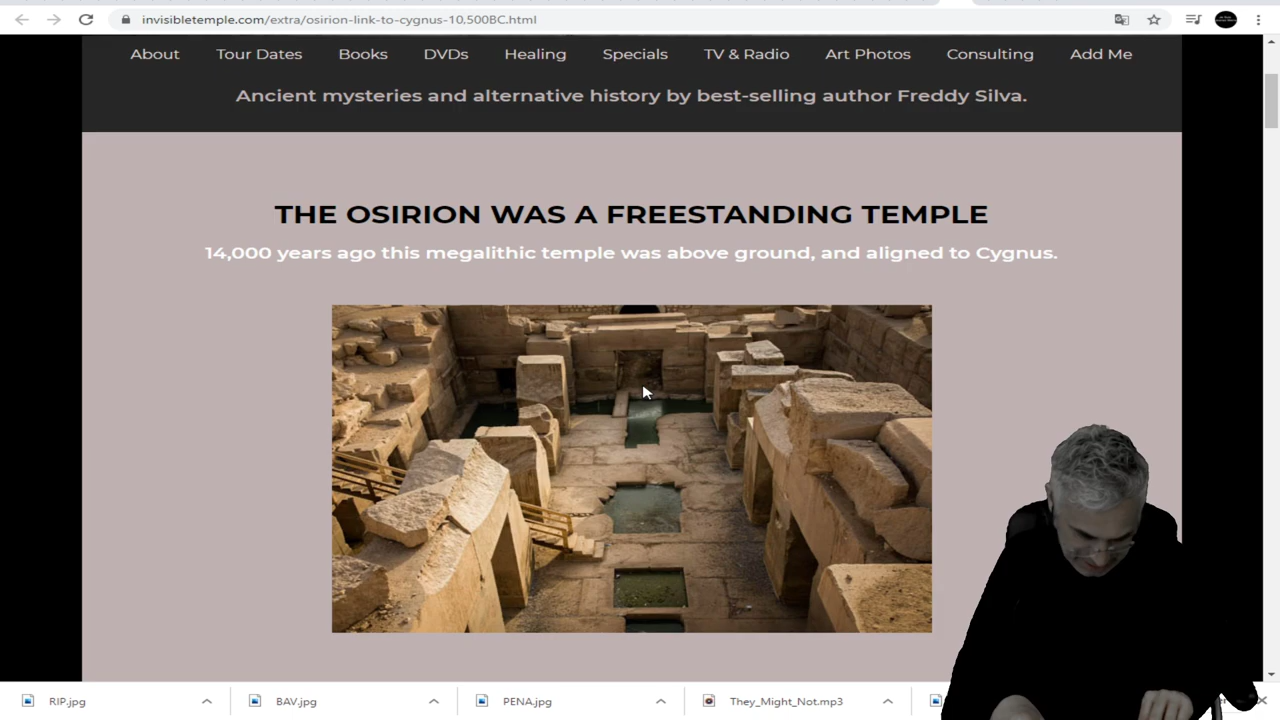 invisibletemple.com/extra/osirion-link-to-cygnus-10,500BC.html
About Tour Dates Books DVDs Healing Specials TV & Radio Art Photos Consulting Add Me
Ancient mysteries and alternative history by best-selling author Freddy Silva.
THE OSIRION WAS A FREESTANDING TEMPLE
14,000 years ago this megalithic temple was above ground, and aligned to Cygnus.
RIP.jpg BAV.jpg PENA.jpg They_Might_Not.mp3